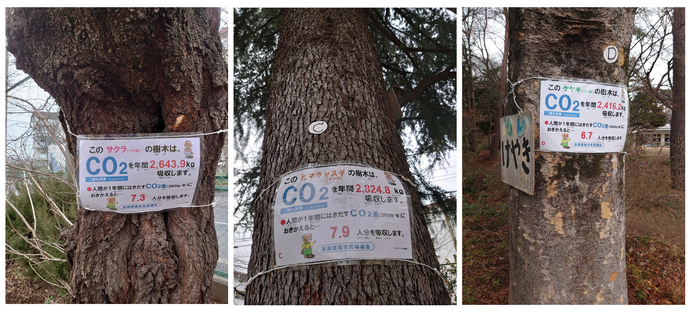 この サクラ の樹木は、
CO2を年間2,643.9kg
吸収します。
●人間が1年間にはきだすCO2量(360kg)に
おきかえると…
7.3 人分を吸収します。
C
この ヒマラヤスギ の樹木は、
CO2を年間2,824.8kg
吸収します。
●人間が1年間にはきだすCO2量(360kg)に
おきかえると…
7.9 人分を吸収します。
C
D
この ケヤキ の樹木は、
CO2を年間2,416.2kg
吸収します。
●人間が1年間にはきだすCO2量(360kg)に
おきかえると…
6.7 人分を吸収します。
D
けやき